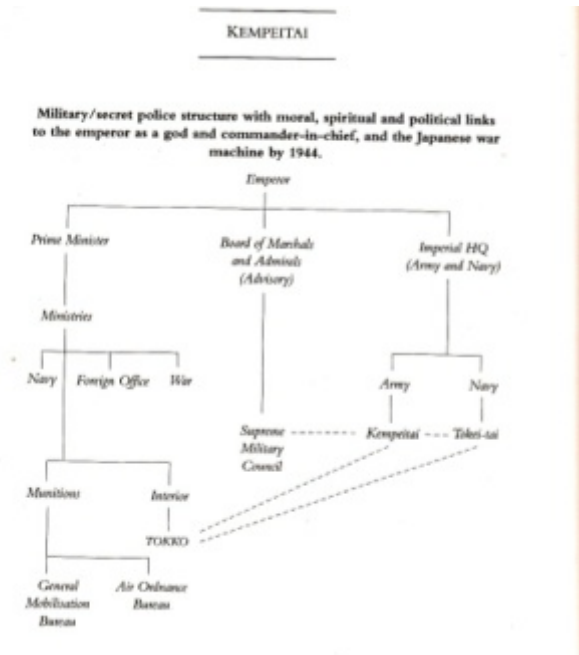 KEMPEITAI
Military/secret police structure with moral, spiritual and political links
to the emperor as a god and commander-in-chief, and the Japanese war
machine by 1944.
Emperor
Prime Minister
Board of Marshals
and Admirals
(Advisory)
Imperial HQ
(Army and Navy)
Ministries
Navy
Foreign Office
War
Army
Navy
Supreme
Military
Council
Kempeitai
Tokei-tai
Munitions
Interior
TOKKO
General
Mobilisation
Bureau
Air Ordnance
Bureau